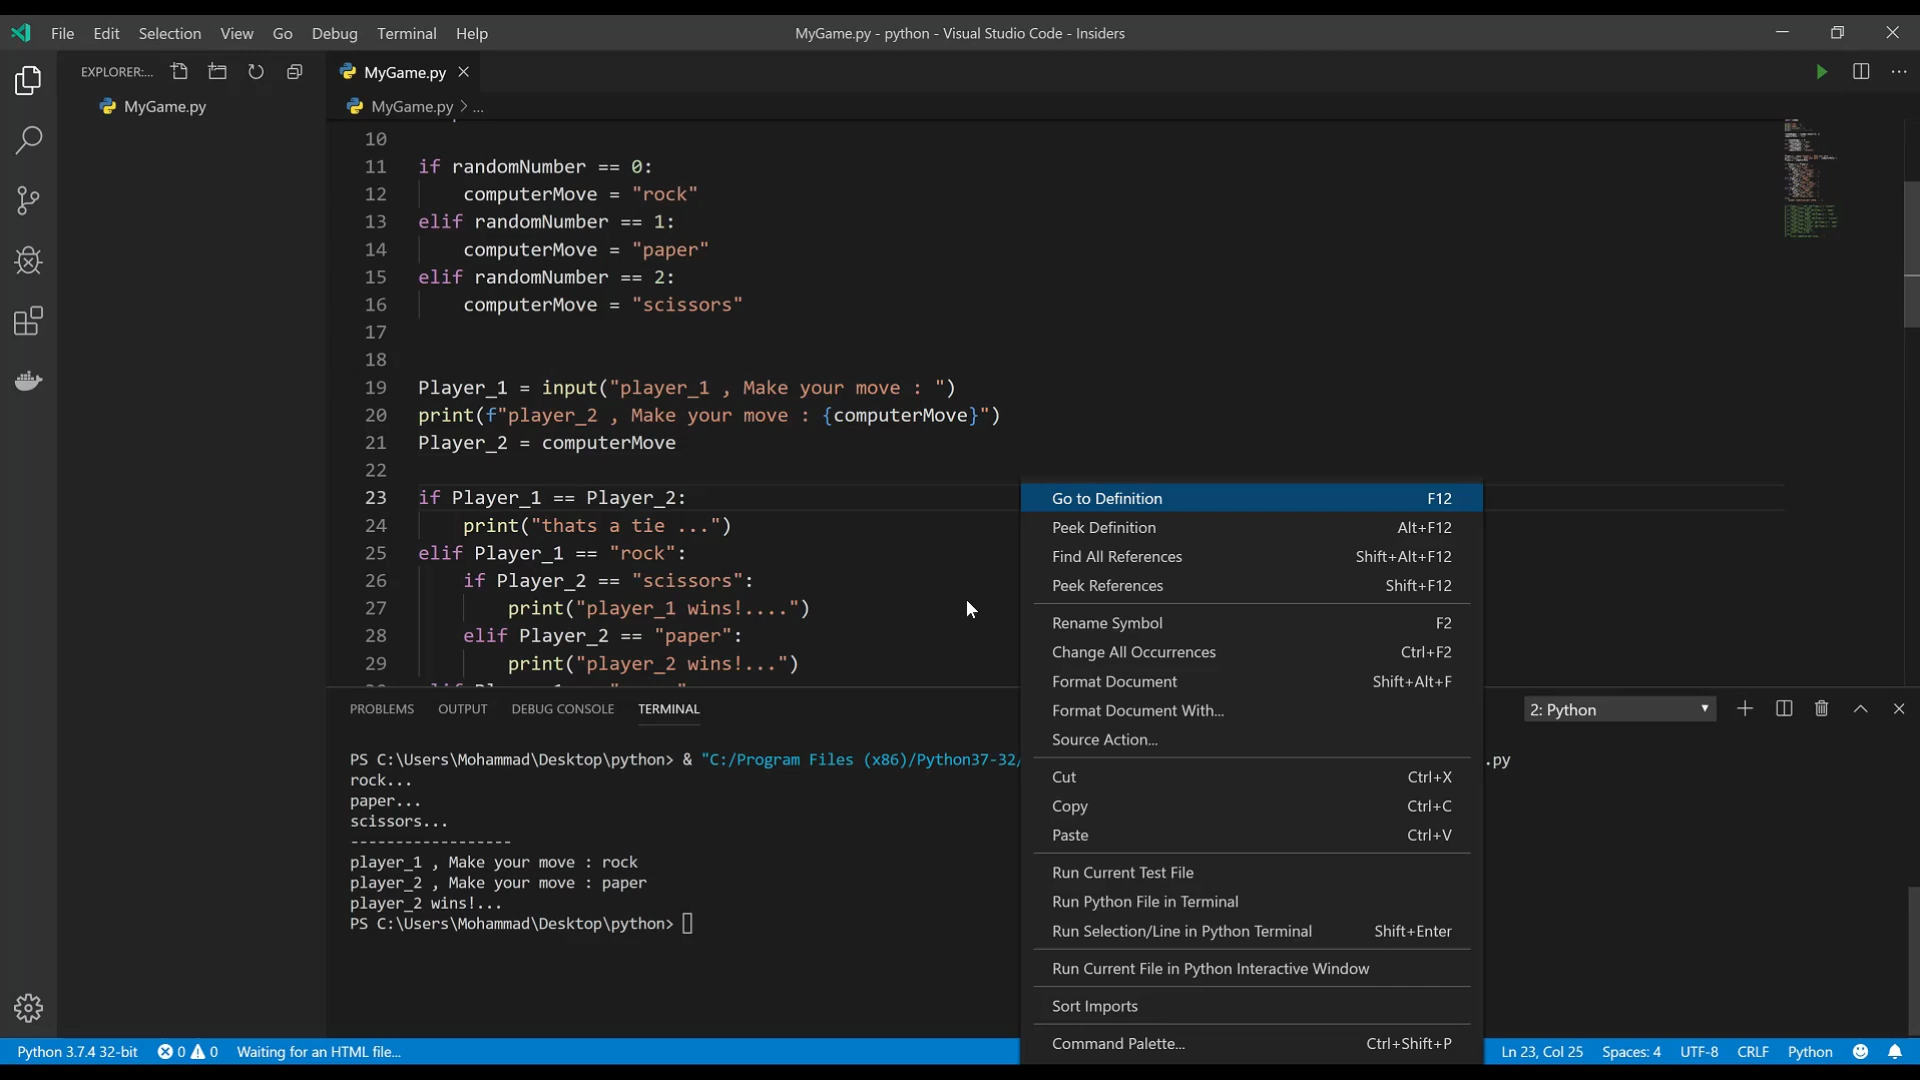 File Edit Selection View Go Debug Terminal Help
MyGame.py - python - Visual Studio Code - Insiders
EXPLORER:...
MyGame.py
MyGame.py
MyGame.py > ...
10
11 if randomNumber == 0:
12 computerMove = "rock"
13 elif randomNumber == 1:
14 computerMove = "paper"
15 elif randomNumber == 2:
16 computerMove = "scissors"
17
18
19 Player_1 = input("player_1 , Make your move : ")
20 print(f"player_2 , Make your move : {computerMove}")
21 Player_2 = computerMove
22
23 if Player_1 == Player_2:
24 print("thats a tie ...")
25 elif Player_1 == "rock":
26 if Player_2 == "scissors":
27 print("player_1 wins!....")
28 elif Player_2 == "paper":
29 print("player_2 wins!...")
Go to Definition F12
Peek Definition Alt+F12
Find All References Shift+Alt+F12
Peek References Shift+F12
Rename Symbol F2
Change All Occurrences Ctrl+F2
Format Document Shift+Alt+F
Format Document With...
Source Action...
Cut Ctrl+X
Copy Ctrl+C
Paste Ctrl+V
Run Current Test File
Run Python File in Terminal
Run Selection/Line in Python Terminal Shift+Enter
Run Current File in Python Interactive Window
Sort Imports
Command Palette... Ctrl+Shift+P
PROBLEMS OUTPUT DEBUG CONSOLE TERMINAL
2: Python
PS C:\Users\Mohammad\Desktop\python> & "C:/Program Files (x86)/Python37-32/ .py
rock...
paper...
scissors...
------------------
player_1 , Make your move : rock
player_2 , Make your move : paper
player_2 wins!...
PS C:\Users\Mohammad\Desktop\python>
Python 3.7.4 32-bit 0 0 Waiting for an HTML file...
Ln 23, Col 25 Spaces: 4 UTF-8 CRLF Python